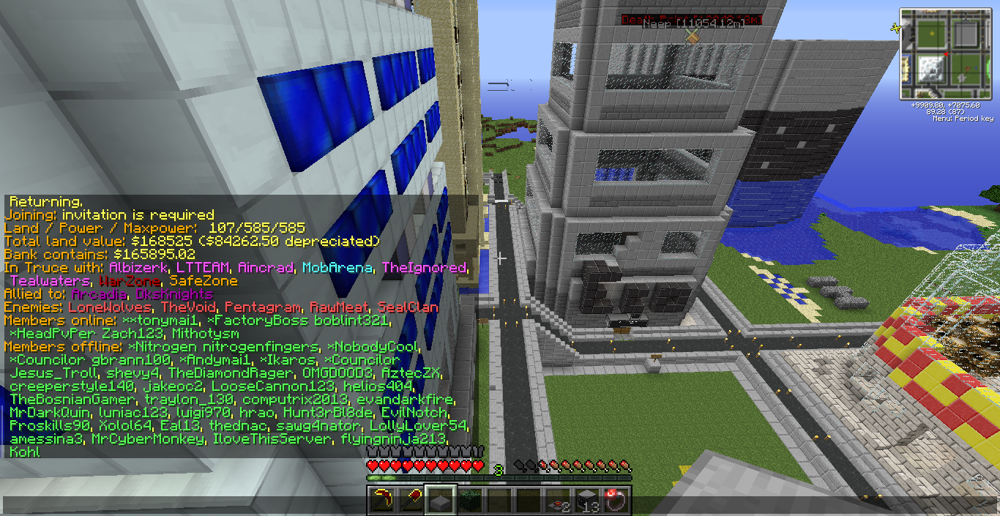 Death Point [12042.13m]
Neep [11054.12m]
+9909.80, +7075.60
89.28 (87)
Menu: Period key
Returning.
Joining: invitation is required
Land / Power / Maxpower: 107/585/585
Total land value: $168525 ($84262.50 depreciated)
Bank contains: $165895.02
In Truce with: Albizerk, LTTEAM, Aincrad, MobArena, TheIgnored,
Tealwaters, WarZone, SafeZone
Allied to: Arcadia, DksKnights
Enemies: LoneWolves, TheVoid, Pentagram, RawMeat, SealClan
Members online: **tonymai1, *FactoryBoss boblint321,
*HeadPvPer Zach123, Mithotysm
Members offline: *Nitrogen nitrogenfingers, *NobodyCool,
*Councilor gbrann100, *Andymai1, *Ikaros, *Councilor
Jesus_Troll, shevy4, TheDiamondRager, OMGDOOD3, AztecZX,
creeperstyle140, jakeoc2, LooseCannon123, helios404,
TheBosnianGamer, traylon_130, computrix2013, evandarkfire,
MrDarkQuin, luniac123, luigi970, hrao, Hunt3rBl8de, EvilNotch,
Proskills90, Xolol64, Eal13, thednac, sawg4nator, LollyLover54,
amessina3, MrCyberMonkey, IloveThisServer, flyingninja213,
Kohl
8
2
13